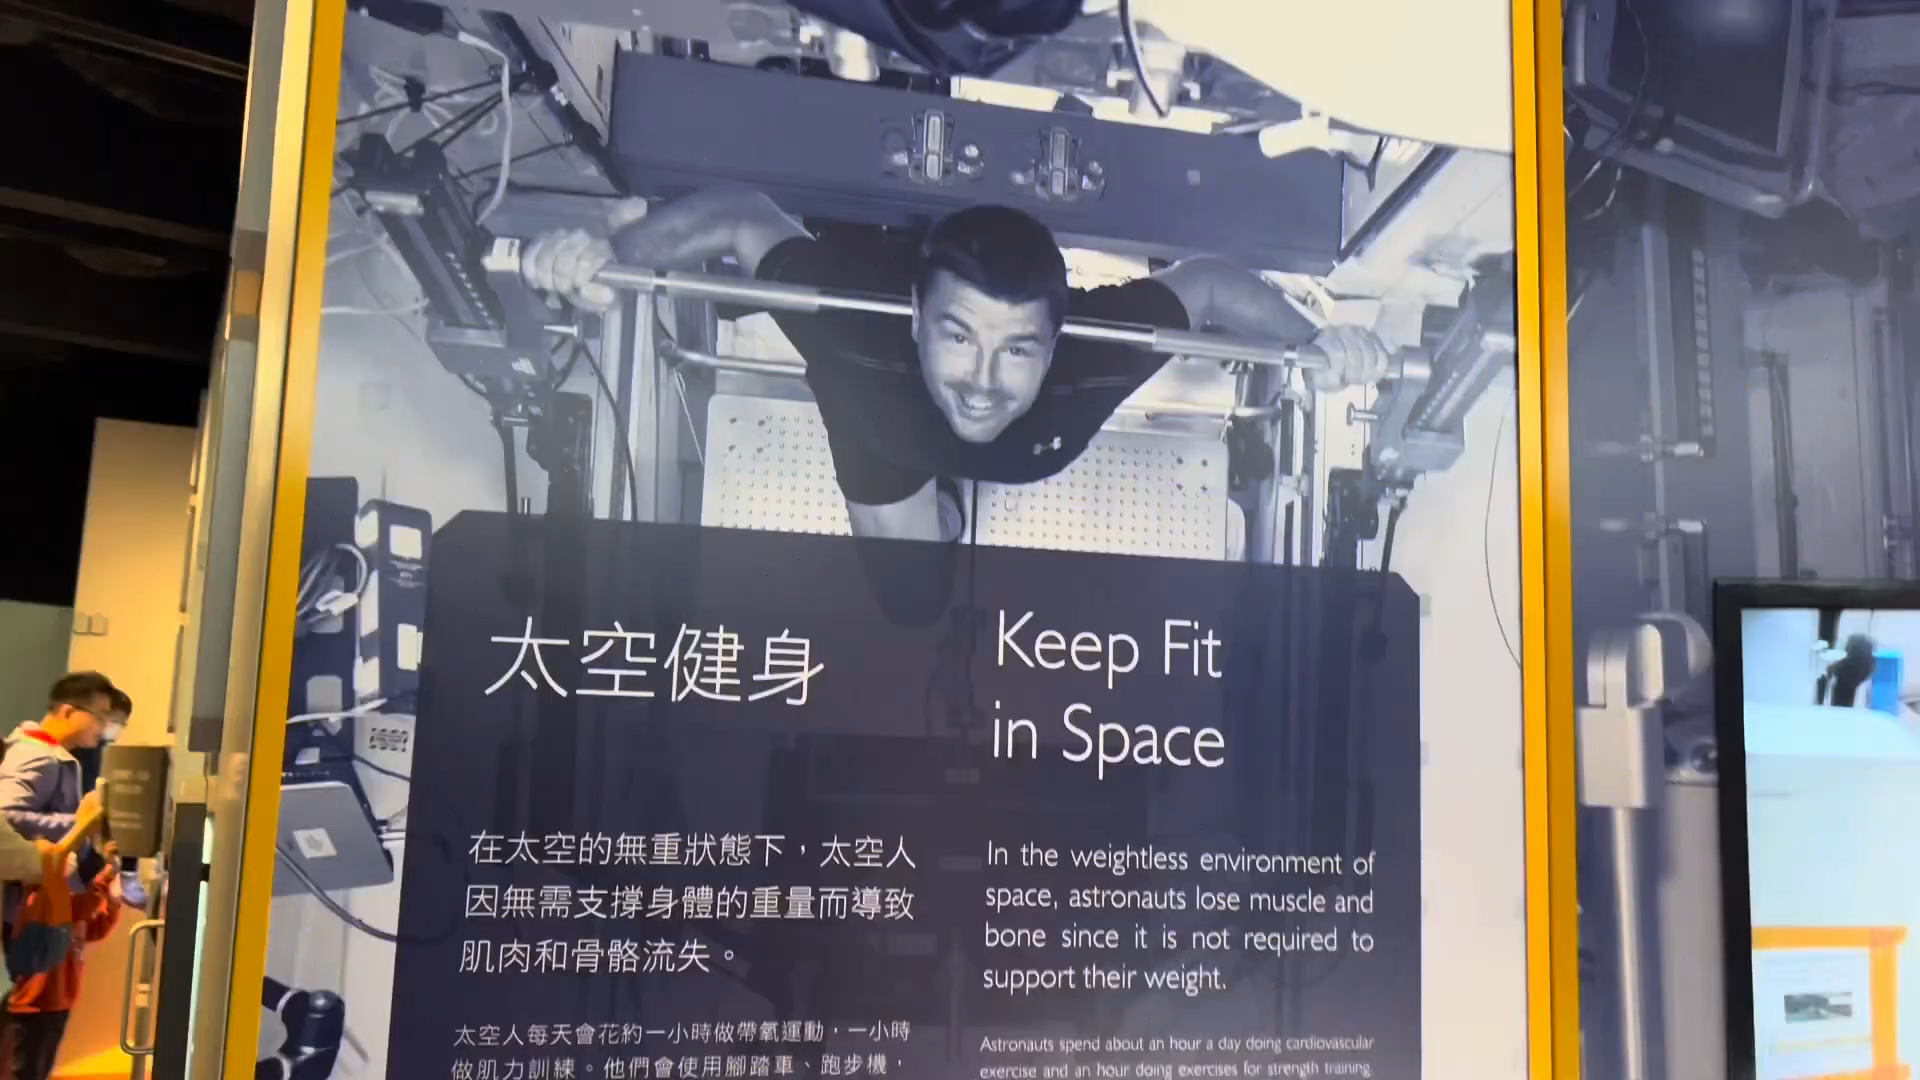 太空健身
在太空的無重狀態下，太空人
因無需支撐身體的重量而導致
肌肉和骨骼流失。
太空人每天會花約一小時做帶氧運動，一小時
做肌力訓練。他們會使用腳踏車、跑步機，
Keep Fit
in Space
In the weightless environment of
space, astronauts lose muscle and
bone since it is not required to
support their weight.
Astronauts spend about an hour a day doing cardiovascular
exercise and an hour doing exercises for strength training.